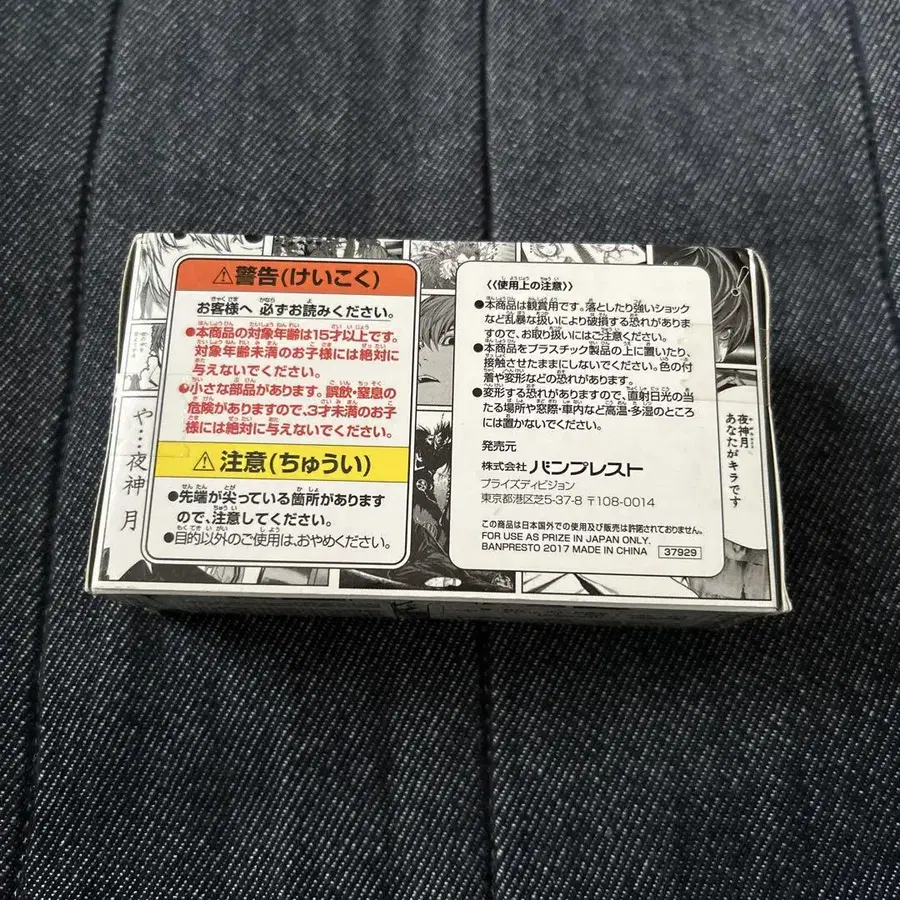 警告(けいこく)
お客様へ 必ずお読みください。
●本商品の対象年齢は15才以上です。
対象年齢未満のお子様には絶対に
与えないでください。
●小さな部品があります。誤飲・窒息の
危険がありますので、3才未満のお子
様には絶対に与えないでください。
注意(ちゅうい)
●先端が尖っている箇所があります
ので、注意してください。
●目的以外のご使用は、おやめください。
《使用上の注意》
●本商品は観賞用です。落としたり強いショック
など乱暴な扱いにより破損する恐れがありま
すので、お取り扱いにはご注意ください。
●本商品をプラスチック製品の上に置いたり、
接触させたままにしないでください。色の付
着や変形などの恐れがあります。
●変形する恐れがありますので、直射日光の当
たる場所や窓際・車内など高温・多湿のところ
には置かないでください。
発売元
株式会社 バンプレスト
プライズディビジョン
東京都港区芝5-37-8 〒108-0014
この商品は日本国外での使用及び販売は許諾されておりません。
FOR USE AS PRIZE IN JAPAN ONLY.
BANPRESTO 2017 MADE IN CHINA
37929
夜神月
あなたがキラです
や…夜神
月